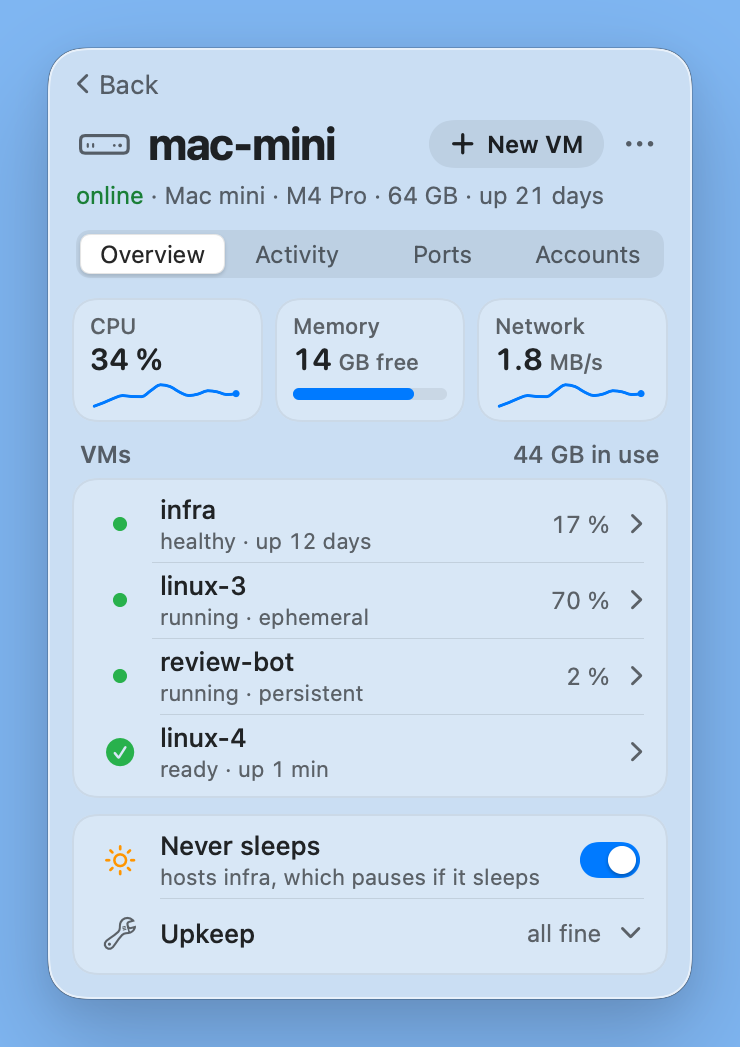 Back
mac-mini
New VM
online · Mac mini · M4 Pro · 64 GB · up 21 days
Overview Activity Ports Accounts
CPU Memory Network
34 % 14 GB free 1.8 MB/s
VMs 44 GB in use
infra
healthy · up 12 days
17 %
linux-3
running · ephemeral
70 %
review-bot
running · persistent
2 %
linux-4
ready · up 1 min
Never sleeps
hosts infra, which pauses if it sleeps
Upkeep all fine